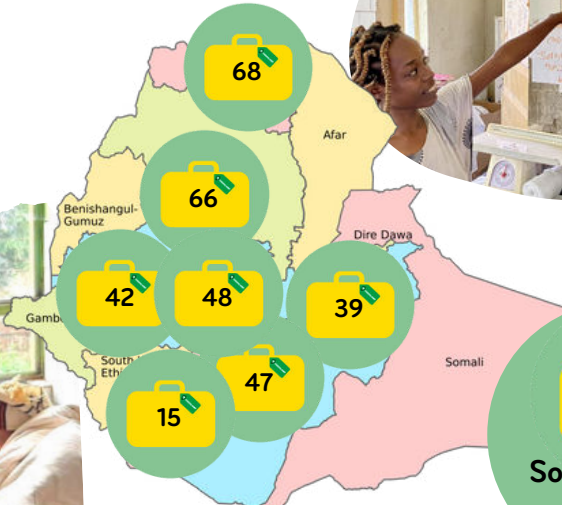 68
Afar
66
Benishangul-
Gumuz
Dire Dawa
42
48
39
Gamb
Somali
South
Ethi
47
15
So